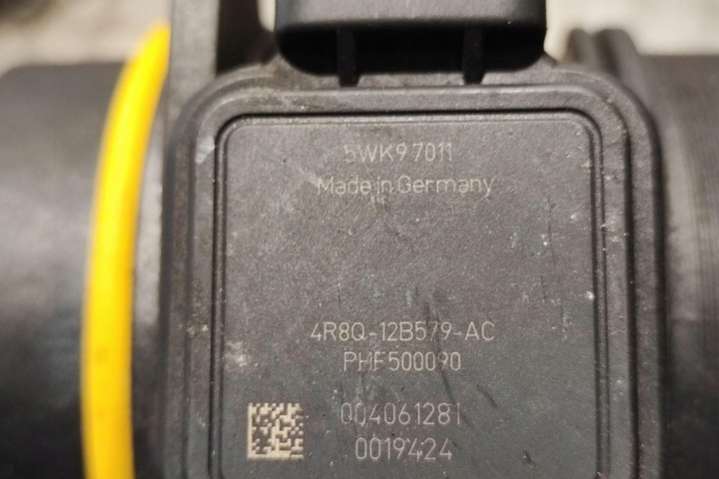 5WK97011
Made in Germany
4R8Q-12B579-AC
PHF500090
004061281
0019424